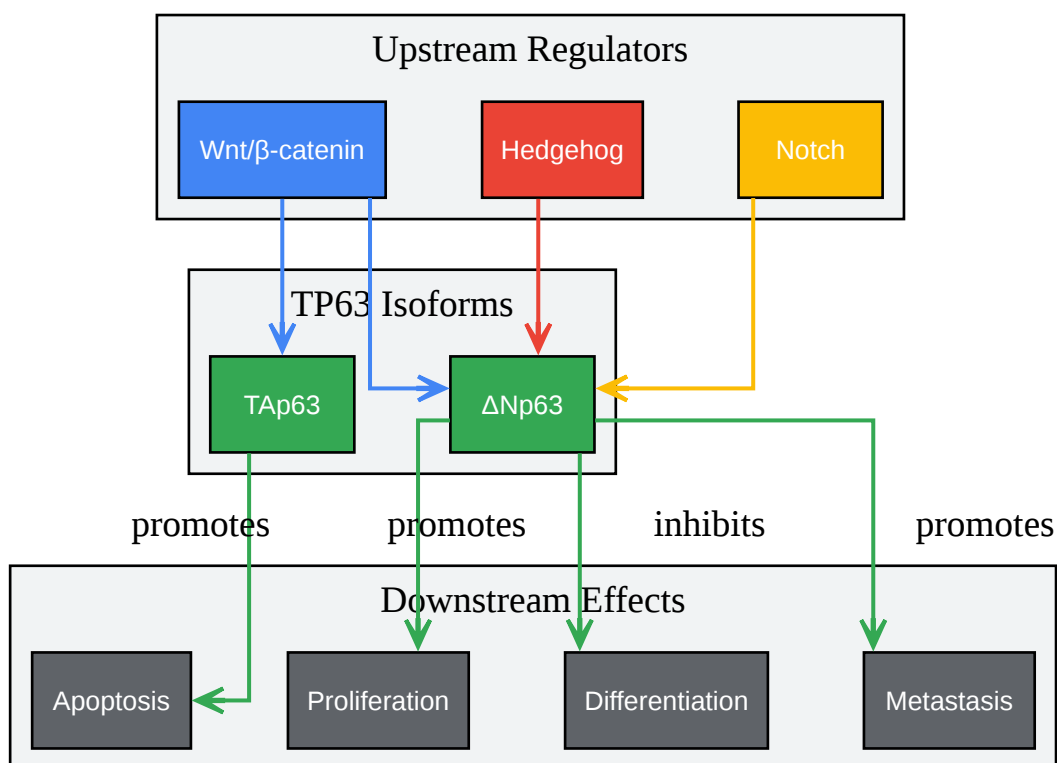 Upstream Regulators
Wnt/β-catenin
Hedgehog
Notch
TP63 Isoforms
TAp63
ΔNp63
promotes
promotes
inhibits
promotes
Downstream Effects
Apoptosis
Proliferation
Differentiation
Metastasis